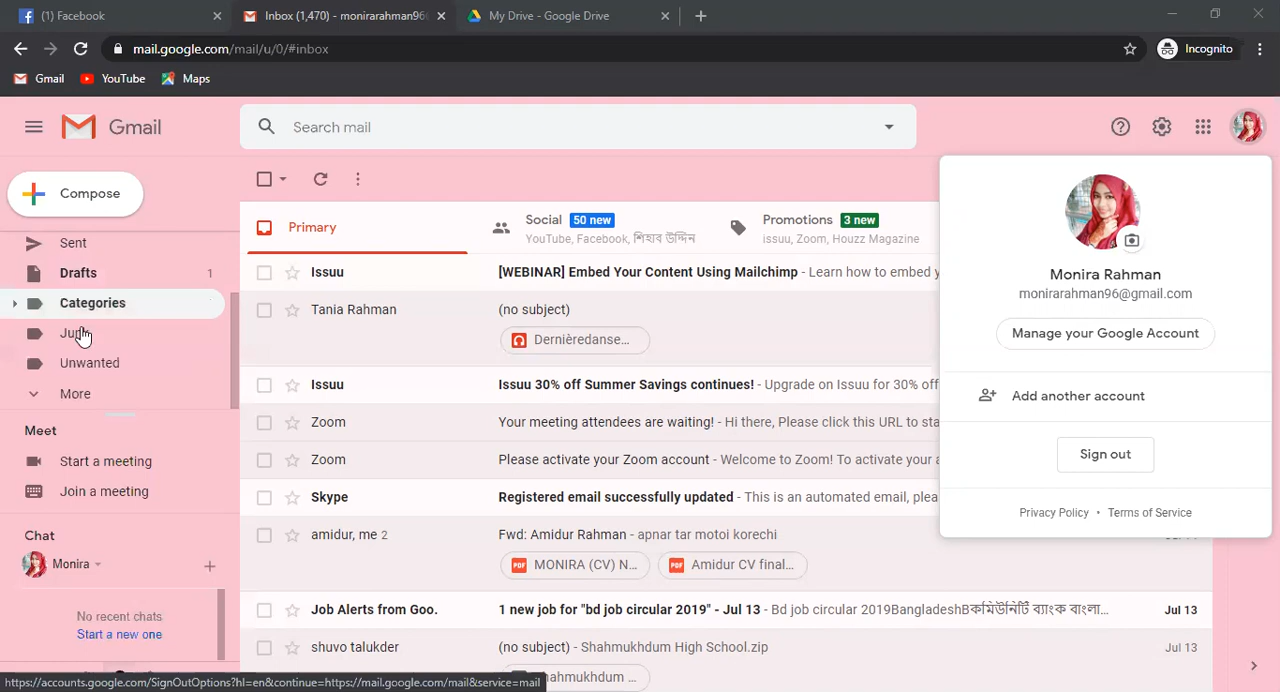 (1) Facebook
Inbox (1,470) - monirarahman96
My Drive - Google Drive
mail.google.com/mail/u/0/#inbox
Incognito
Gmail YouTube Maps
Gmail
Search mail
Compose
Sent
Drafts 1
Categories
Unwanted
More
Meet
Start a meeting
Join a meeting
Chat
Monira
No recent chats
Start a new one
Primary
Social 50 new
YouTube, Facebook, শিহাব উদ্দিন
Promotions 3 new
issuu, Zoom, Houzz Magazine
Issuu [WEBINAR] Embed Your Content Using Mailchimp - Learn how to embed y
Tania Rahman (no subject)
Dernièredanse...
Issuu Issuu 30% off Summer Savings continues! - Upgrade on Issuu for 30% off
Zoom Your meeting attendees are waiting! - Hi there, Please click this URL to sta
Zoom Please activate your Zoom account - Welcome to Zoom! To activate your a
Skype Registered email successfully updated - This is an automated email, plea
amidur, me 2 Fwd: Amidur Rahman - apnar tar motoi korechi
PDF MONIRA (CV) N... PDF Amidur CV final...
Job Alerts from Goo. 1 new job for "bd job circular 2019" - Jul 13 - Bd job circular 2019Bangladesh কমিউনিটি ব্যাংক বাংলা... Jul 13
shuvo talukder (no subject) - Shahmukhdum High School.zip Jul 13
Shahmukhdum ...
Monira Rahman
monirarahman96@gmail.com
Manage your Google Account
Add another account
Sign out
Privacy Policy • Terms of Service
https://accounts.google.com/SignOutOptions?hl=en&continue=https://mail.google.com/mail&service=mail